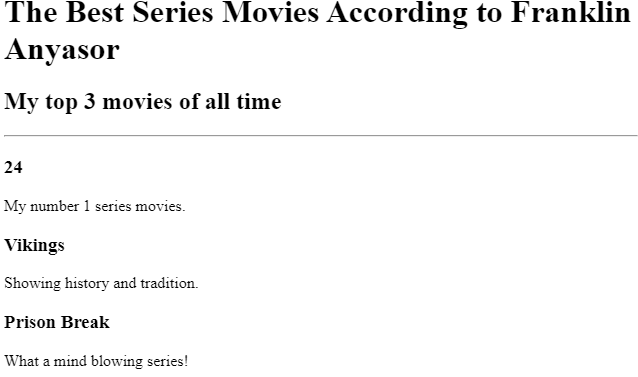 The Best Series Movies According to Franklin
Anyasor
My top 3 movies of all time
24
My number 1 series movies.
Vikings
Showing history and tradition.
Prison Break
What a mind blowing series!